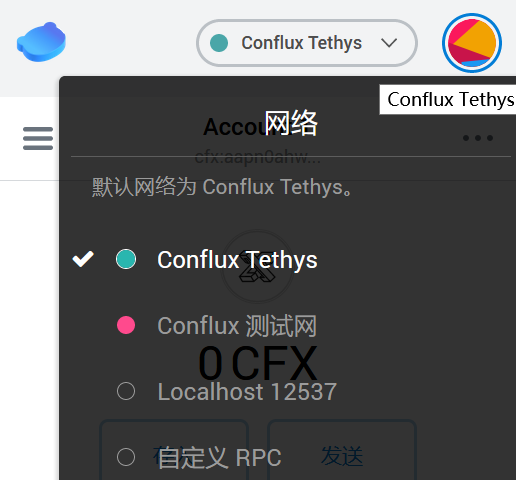 Conflux Tethys
Conflux Tethys
网络
Account
cfx:aapn0ahw...
默认网络为 Conflux Tethys。
Conflux Tethys
Conflux 测试网
0 CFX
Localhost 12537
自定义 RPC
发送